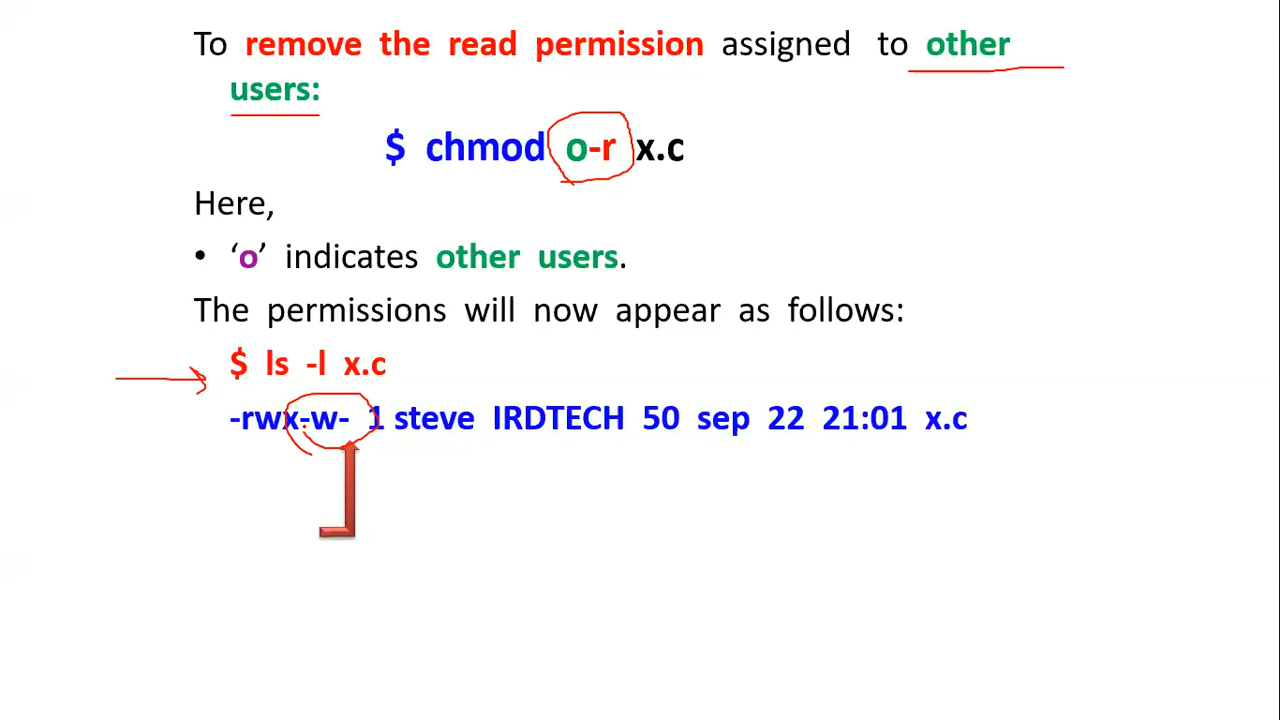 To remove the read permission assigned to other
users:
$ chmod o-r x.c
Here,
• ‘o’ indicates other users.
The permissions will now appear as follows:
$ ls -l x.c
-rwx-w- 1 steve IRDTECH 50 sep 22 21:01 x.c